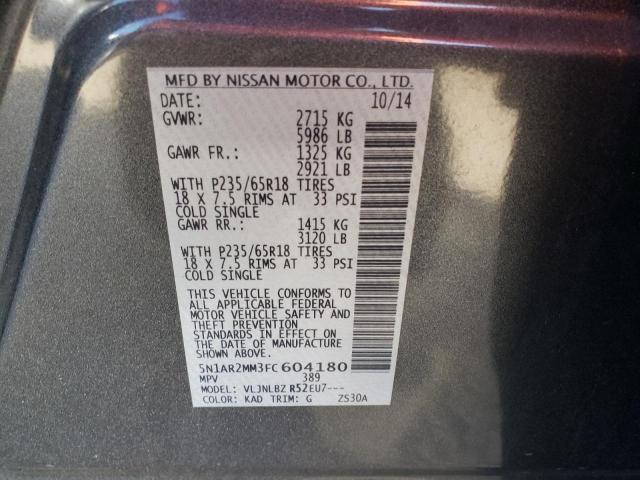 MFD BY NISSAN MOTOR CO., LTD.
DATE: 10/14
GVWR: 2715 KG
5986 LB
GAWR FR.: 1325 KG
2921 LB
WITH P235/65R18 TIRES
18 X 7.5 RIMS AT 33 PSI
COLD SINGLE
GAWR RR.: 1415 KG
3120 LB
WITH P235/65R18 TIRES
18 X 7.5 RIMS AT 33 PSI
COLD SINGLE
THIS VEHICLE CONFORMS TO
ALL APPLICABLE FEDERAL
MOTOR VEHICLE SAFETY AND
THEFT PREVENTION
STANDARDS IN EFFECT ON
THE DATE OF MANUFACTURE
SHOWN ABOVE.
5N1AR2MM3FC604180
MPV 389
MODEL: VLJNLBZ R52EU7---
COLOR: KAD TRIM: G ZS30A